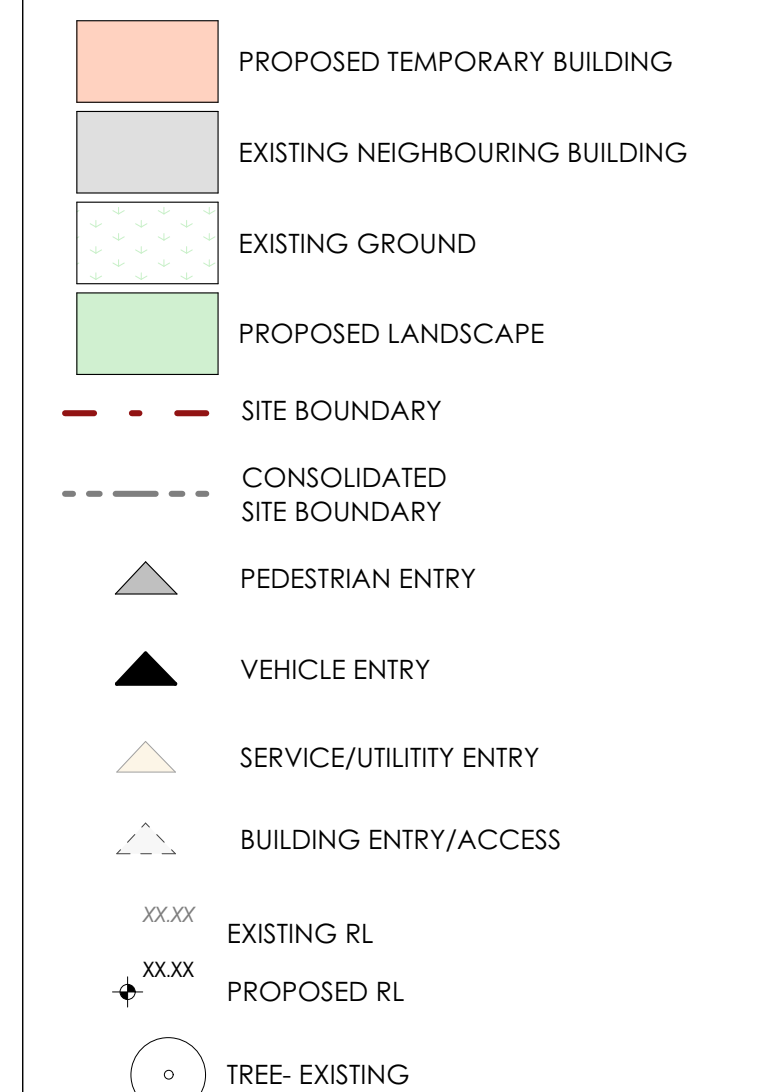 PROPOSED TEMPORARY BUILDING
EXISTING NEIGHBOURING BUILDING
EXISTING GROUND
PROPOSED LANDSCAPE
SITE BOUNDARY
CONSOLIDATED
SITE BOUNDARY
PEDESTRIAN ENTRY
VEHICLE ENTRY
SERVICE/UTILITITY ENTRY
BUILDING ENTRY/ACCESS
XX.XX
EXISTING RL
XX.XX
PROPOSED RL
TREE- EXISTING